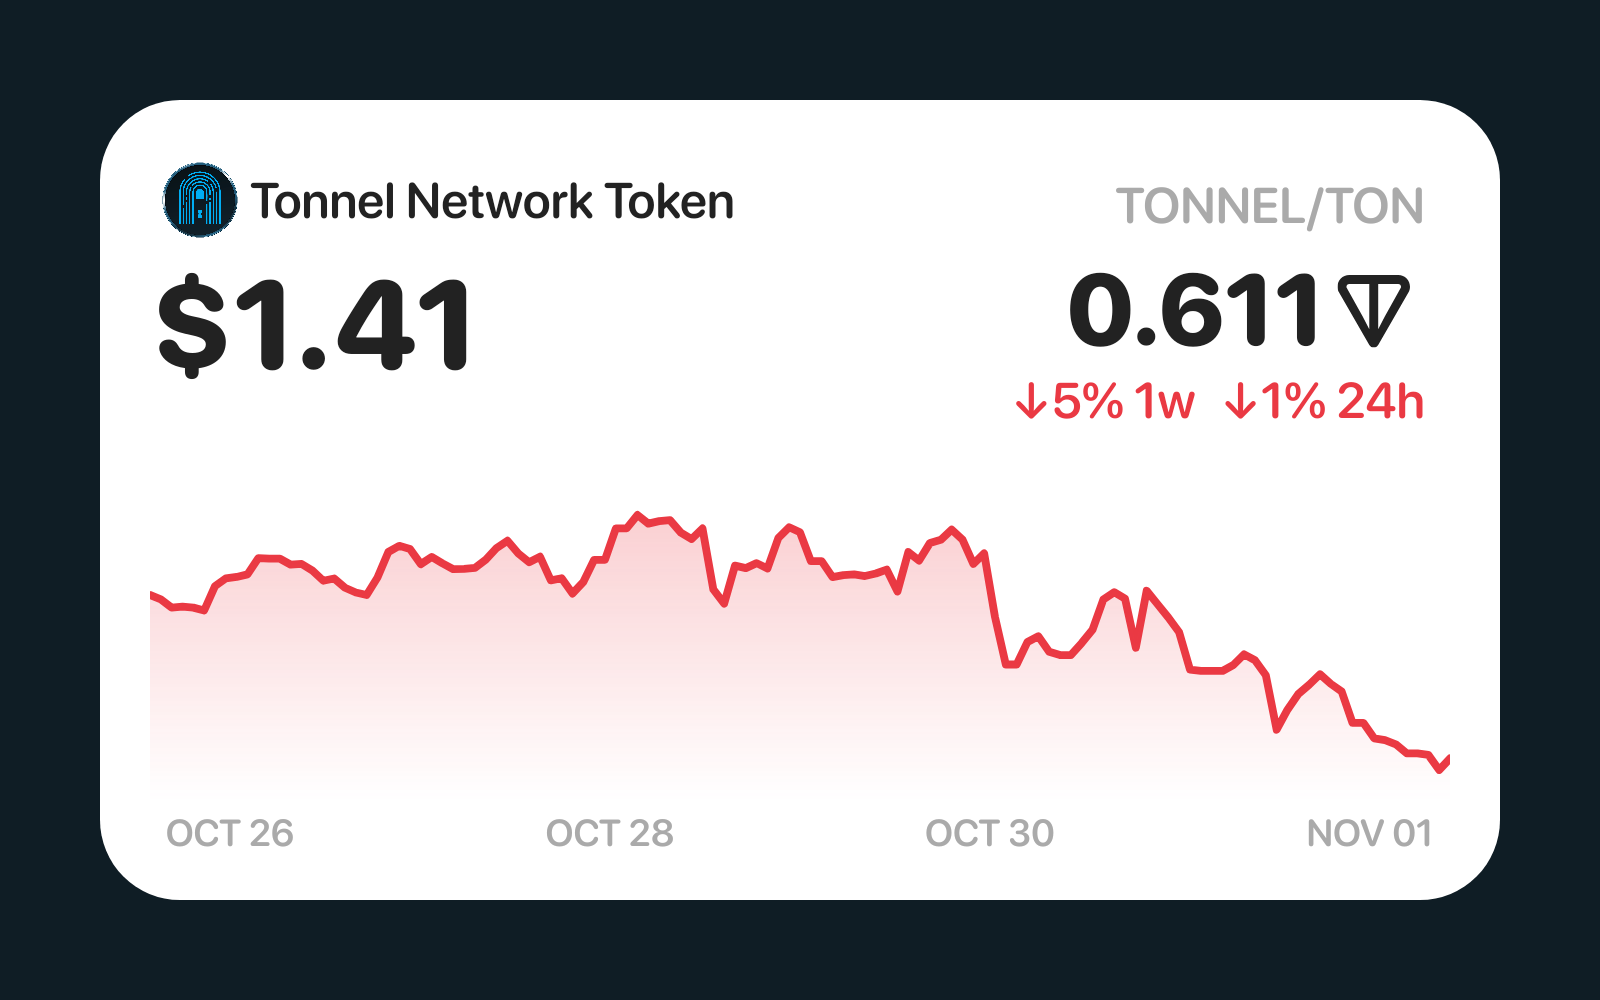 Tonnel Network Token
TONNEL/TON
$1.41
0.611
↓5% 1w ↓1% 24h
OCT 26
OCT 28
OCT 30
NOV 01